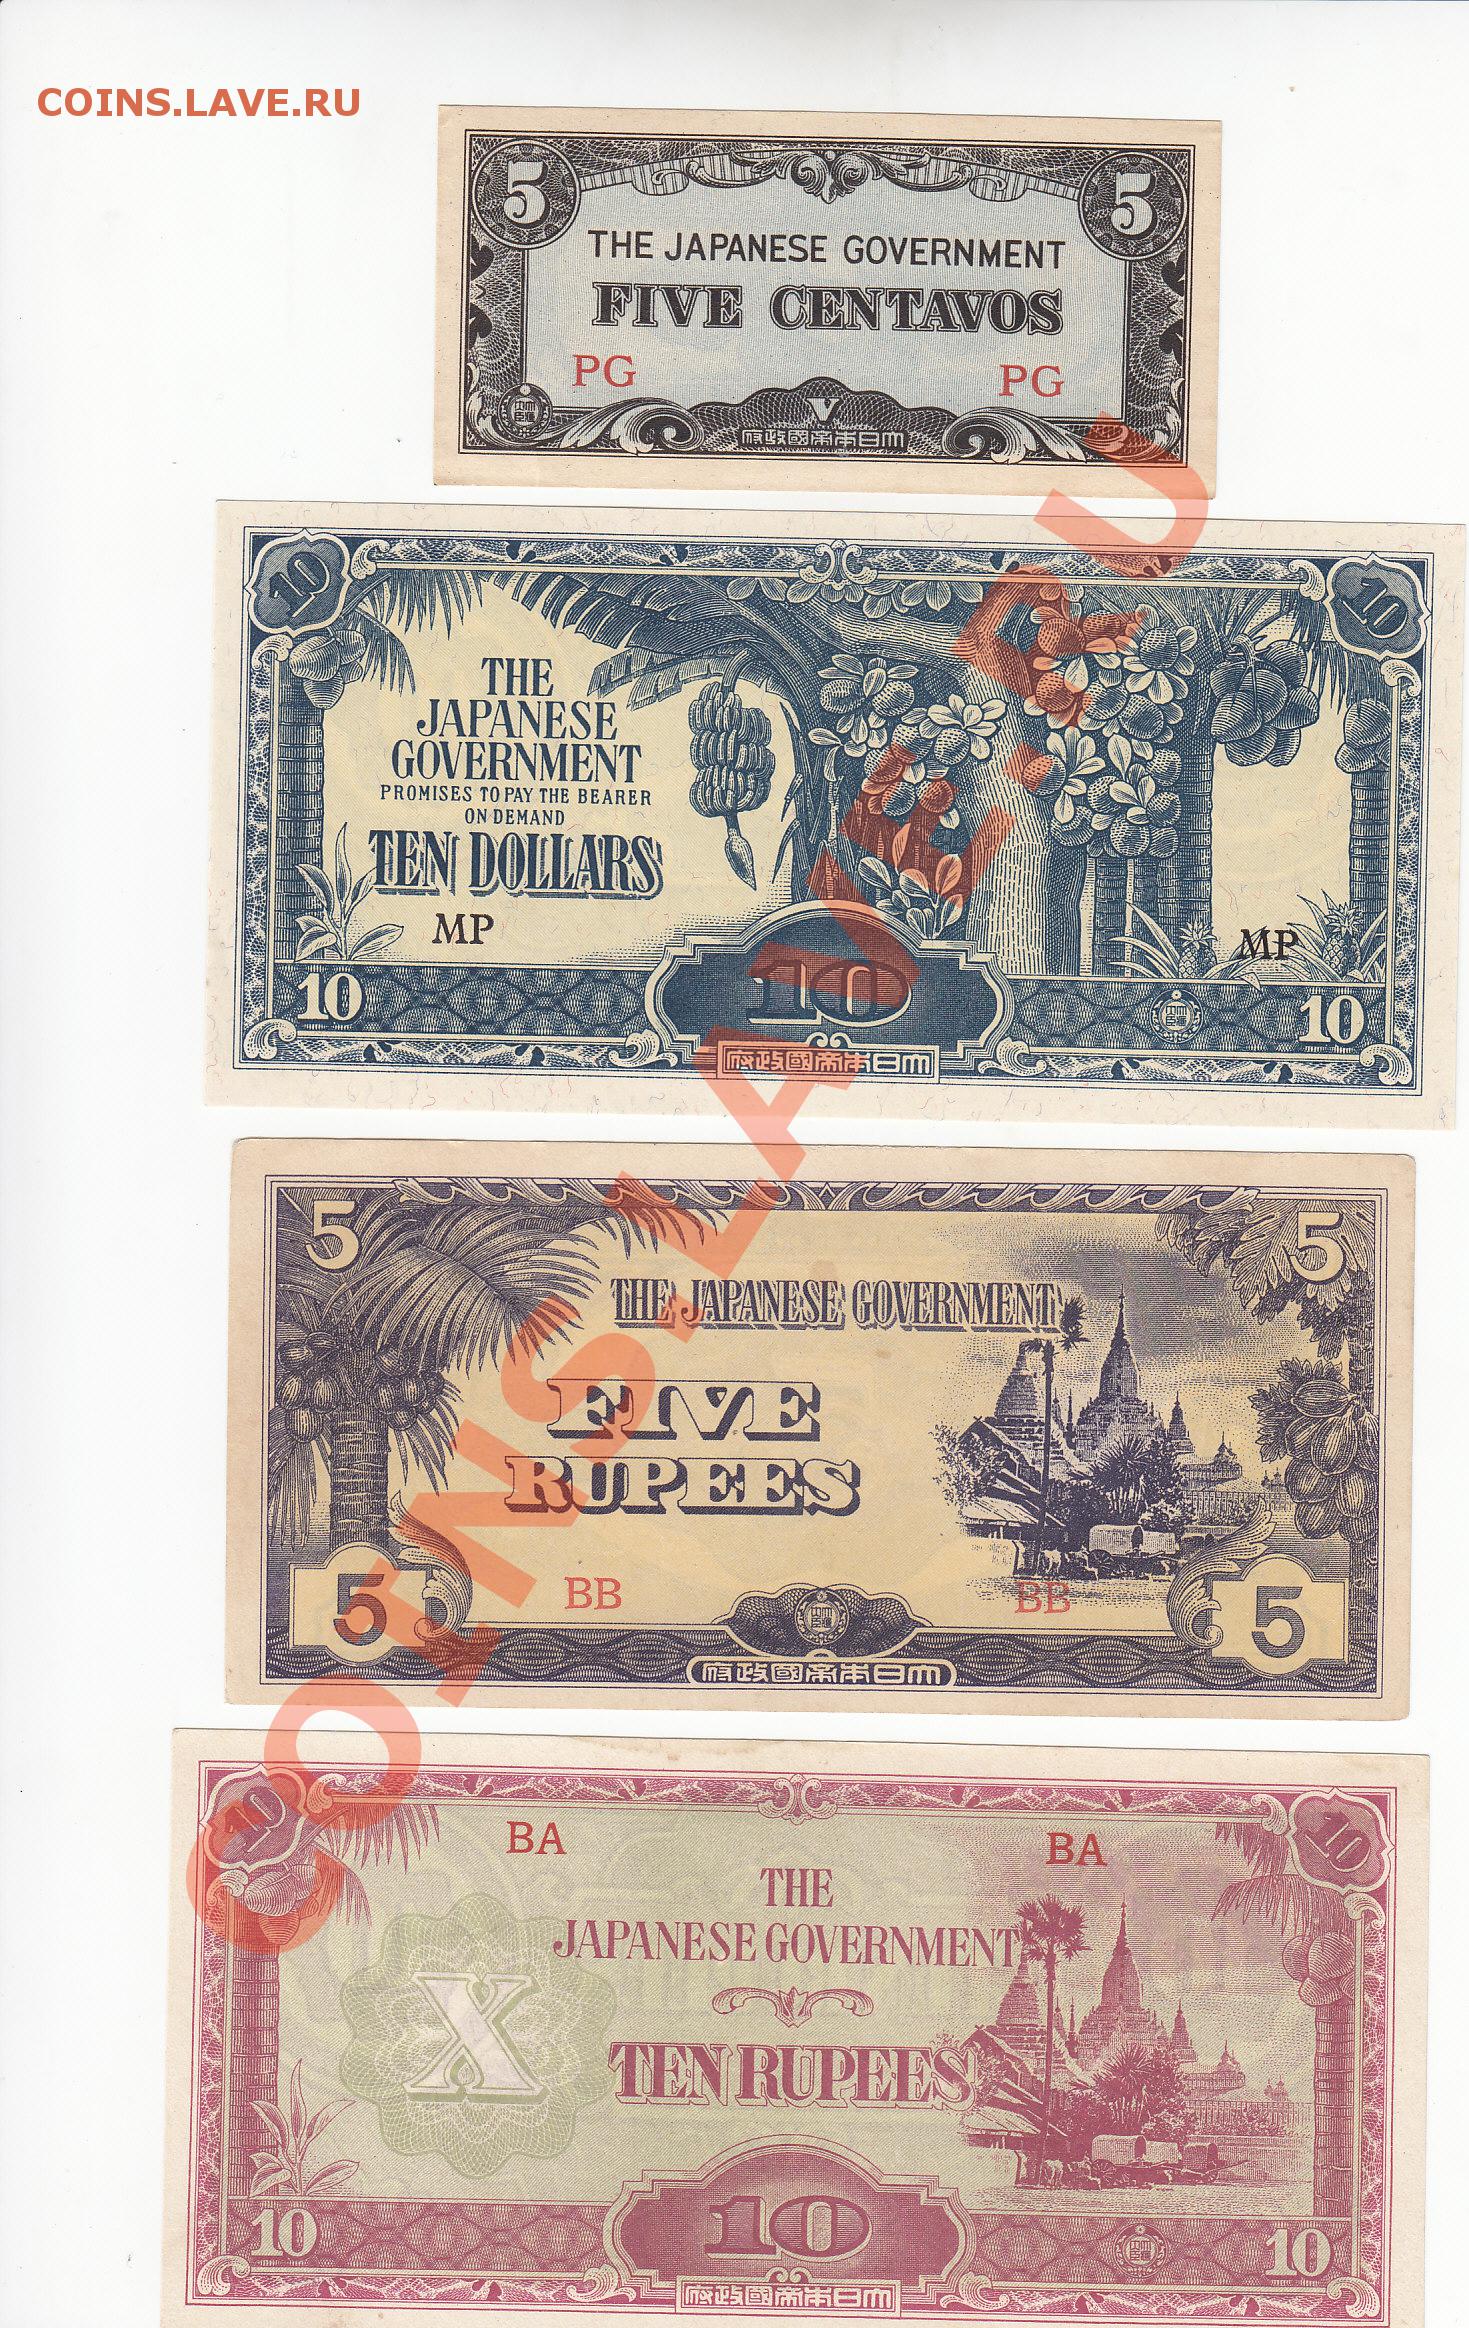 COINS.LAVE.RU
5 5
THE JAPANESE GOVERNMENT
FIVE CENTAVOS
PG PG
V
府政國帝本日大
10 10
THE
JAPANESE
GOVERNMENT
PROMISES TO PAY THE BEARER
ON DEMAND
TEN DOLLARS
MP MP
10 10 10
府政國帝本日大
5 5
THE JAPANESE GOVERNMENT
FIVE
RUPEES
BB BB
5 5
府政國帝本日大
10 10
BA BA
THE
JAPANESE GOVERNMENT
X
TEN RUPEES
10 10 10
府政國帝本日大
COINS.LAVE.RU